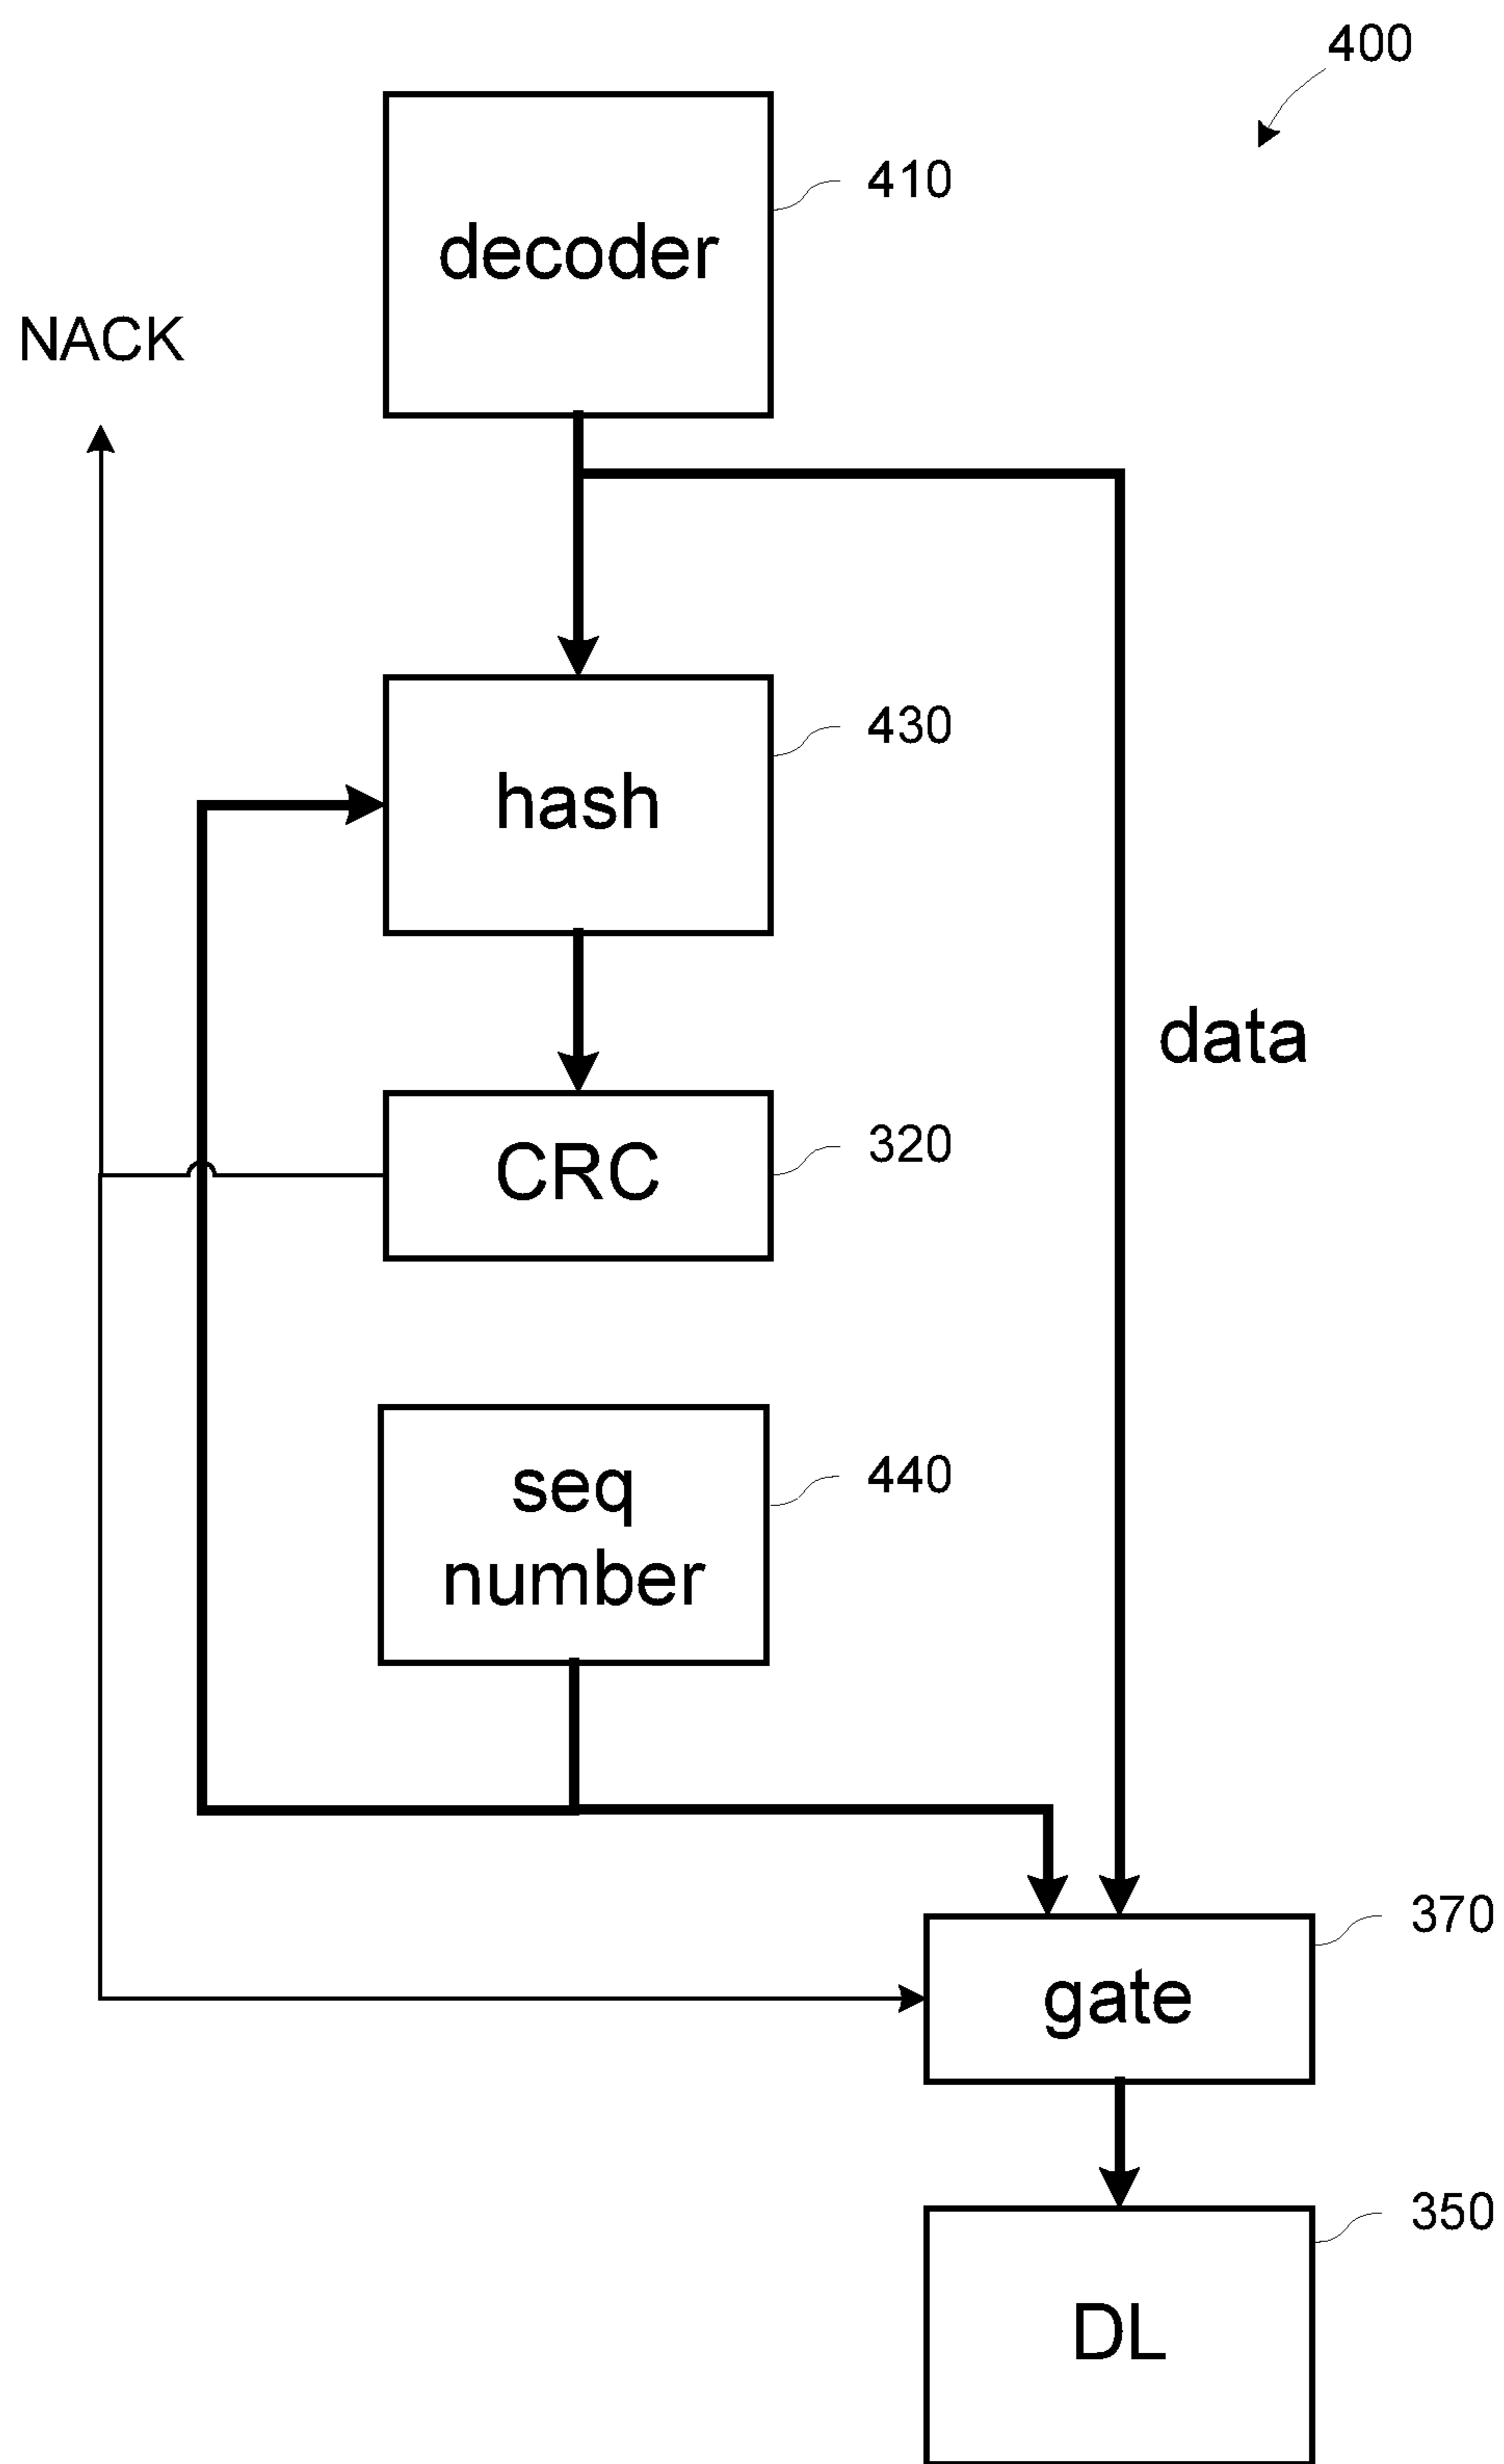 400
410
decoder
NACK
430
hash
data
320
CRC
440
seq
number
370
gate
350
DL